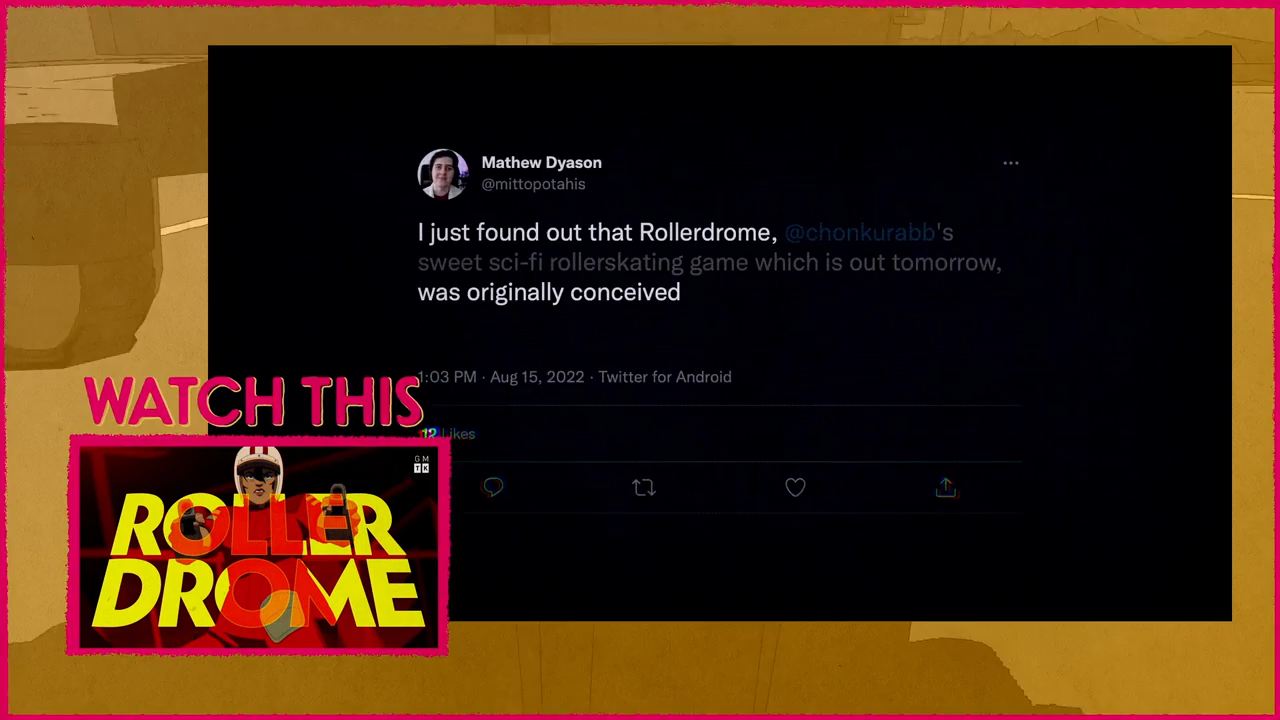 Mathew Dyason
@mittopotahis
I just found out that Rollerdrome, @chonkurabb's
sweet sci-fi rollerskating game which is out tomorrow,
was originally conceived
1:03 PM · Aug 15, 2022 · Twitter for Android
12 Likes
WATCH THIS
GM
TK
ROLLER
DROME